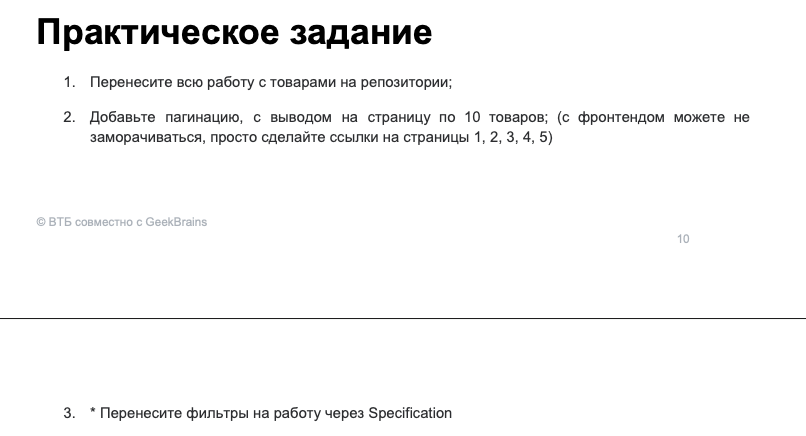 Практическое задание
1. Перенесите всю работу с товарами на репозитории;
2. Добавьте пагинацию, с выводом на страницу по 10 товаров; (с фронтендом можете не
заморачиваться, просто сделайте ссылки на страницы 1, 2, 3, 4, 5)
© ВТБ совместно с GeekBrains
10
3. * Перенесите фильтры на работу через Specification